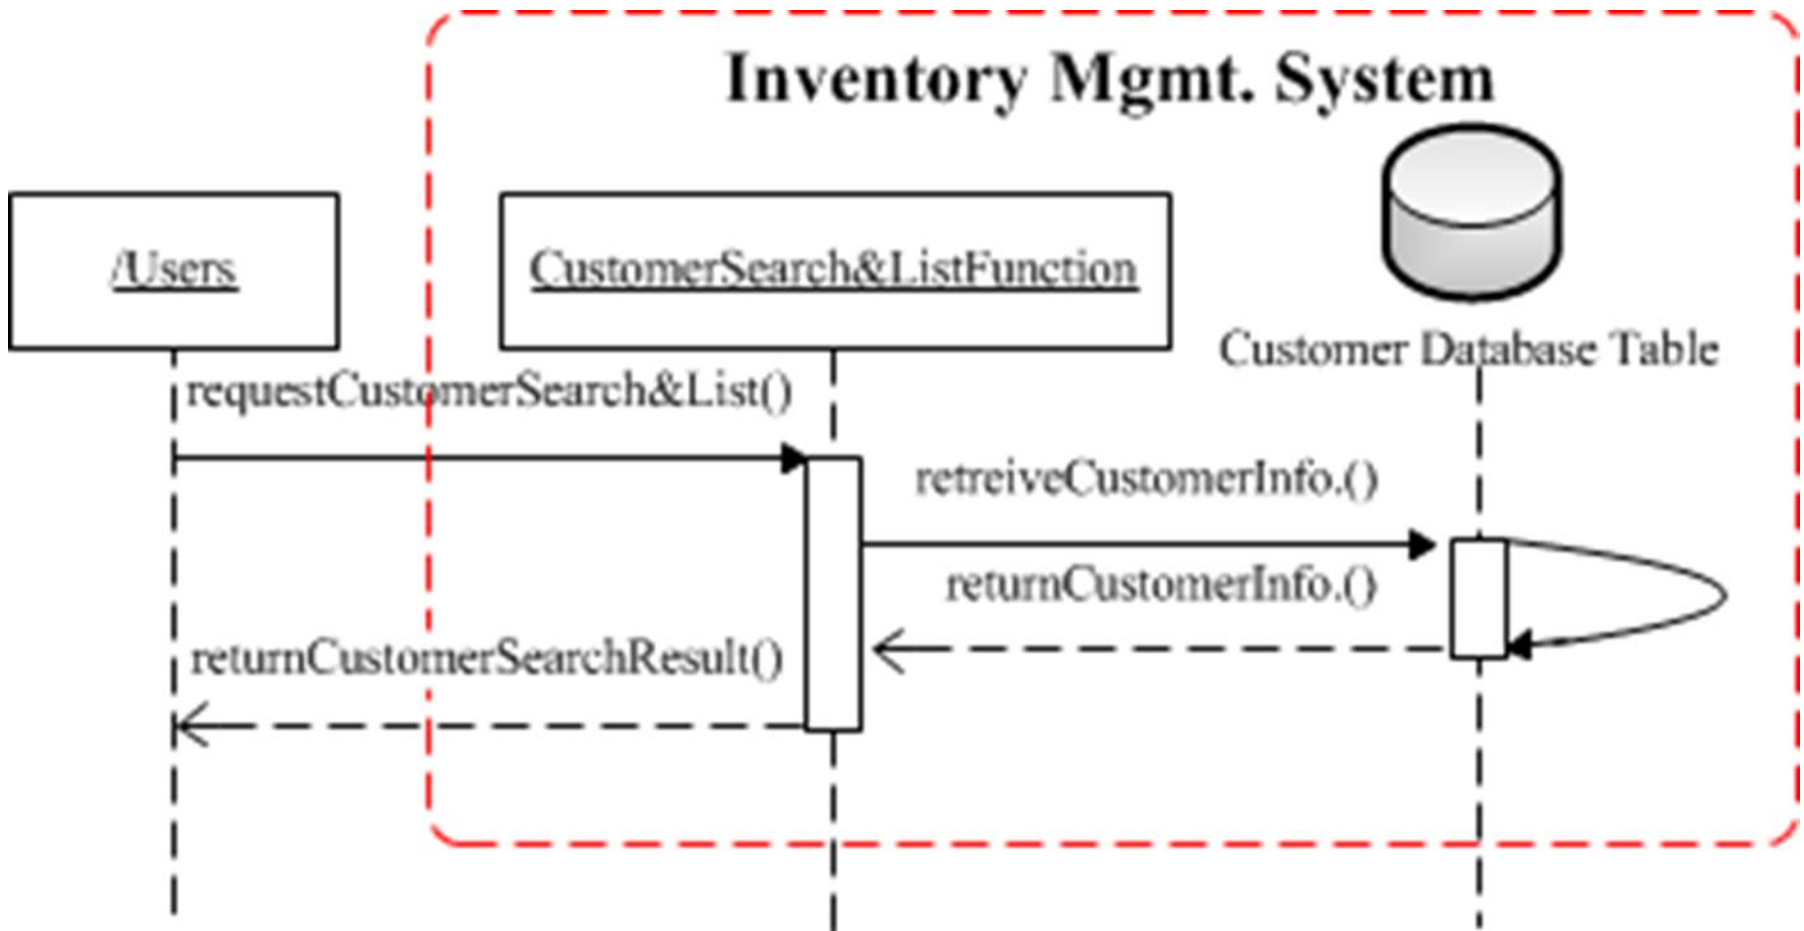 Inventory Mgmt. System
/Users
CustomerSearch&ListFunction
Customer Database Table
requestCustomerSearch&List()
retreiveCustomerInfo.()
returnCustomerInfo.()
returnCustomerSearchResult()